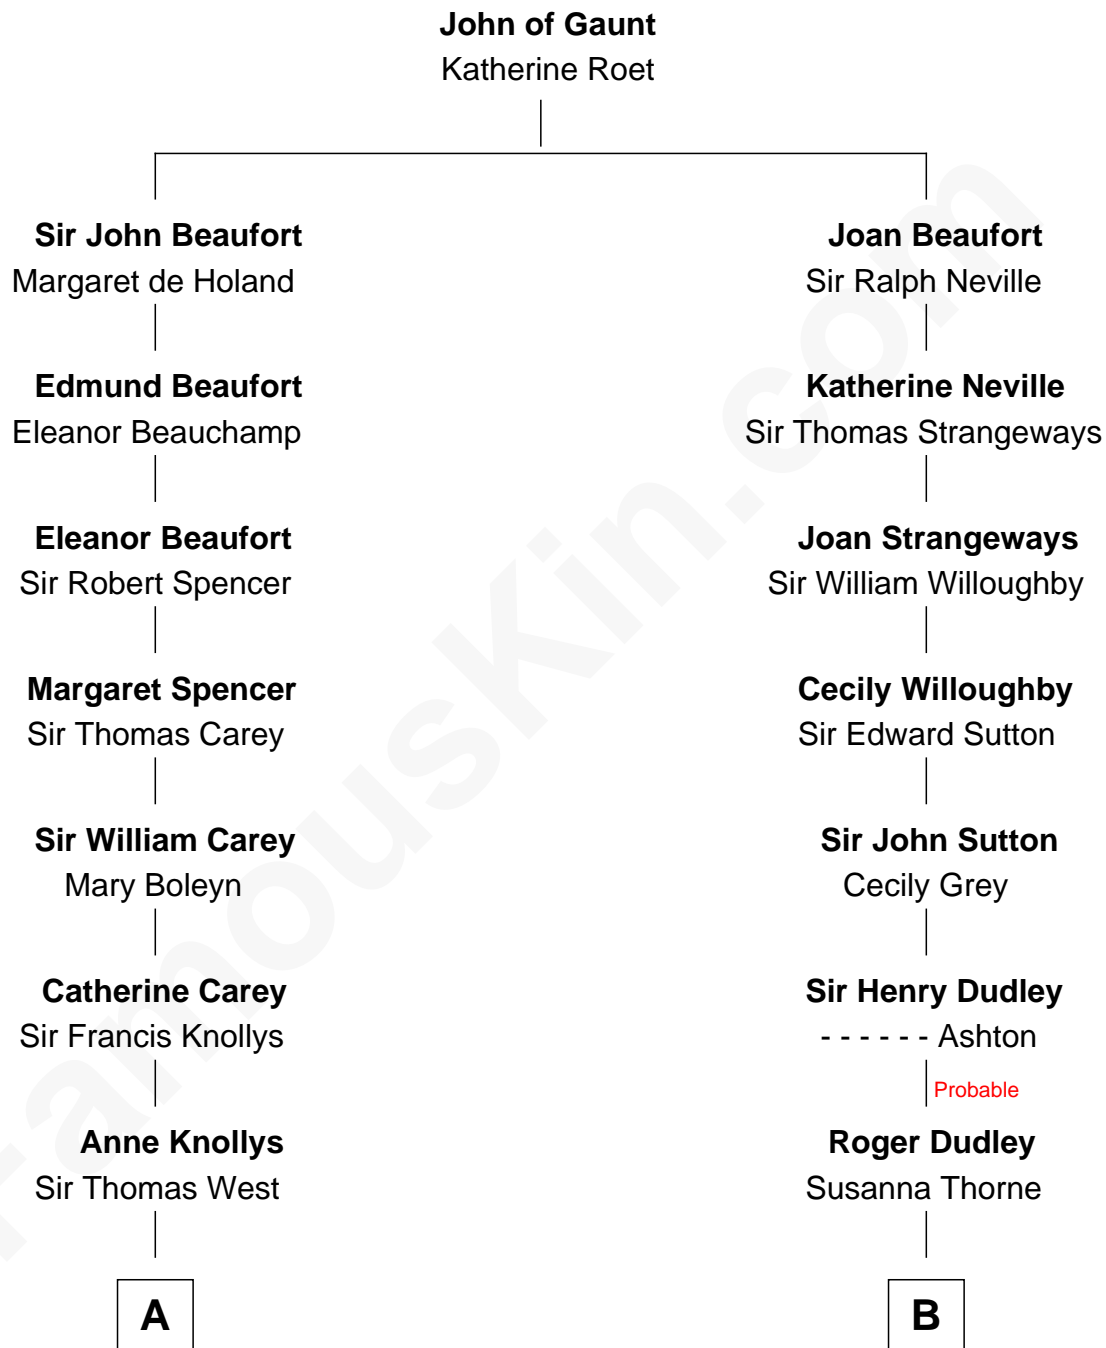 John of Gaunt
Katherine Roet
Sir John Beaufort
Margaret de Holand
Joan Beaufort
Sir Ralph Neville
Edmund Beaufort
Eleanor Beauchamp
Katherine Neville
Sir Thomas Strangeways
Eleanor Beaufort
Sir Robert Spencer
Joan Strangeways
Sir William Willoughby
Margaret Spencer
Sir Thomas Carey
Cecily Willoughby
Sir Edward Sutton
Sir William Carey
Mary Boleyn
Sir John Sutton
Cecily Grey
Catherine Carey
Sir Francis Knollys
Sir Henry Dudley
- - - - - - Ashton
Probable
Anne Knollys
Sir Thomas West
Roger Dudley
Susanna Thorne
A
B
FamousKin.com